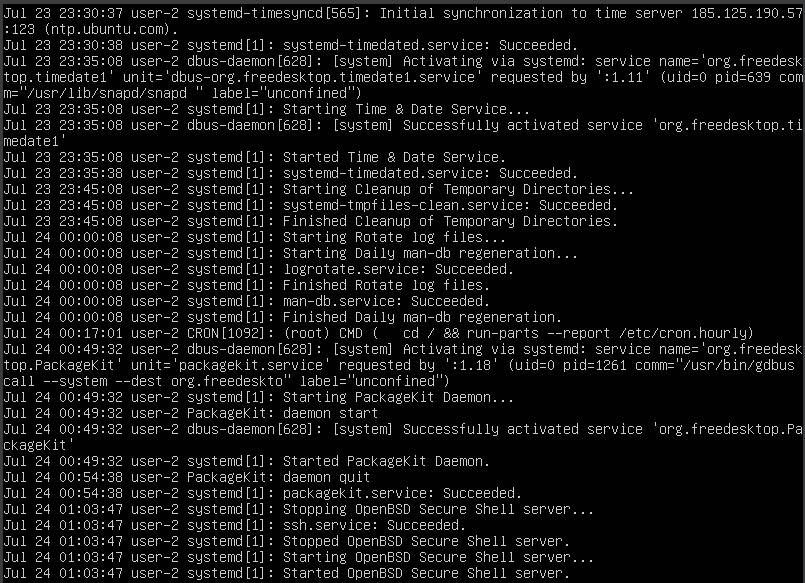 Jul 23 23:30:37 user-2 systemd-timesyncd[565]: Initial synchronization to time server 185.125.190.57
:123 (ntp.ubuntu.com).
Jul 23 23:30:38 user-2 systemd[1]: systemd-timedated.service: Succeeded.
Jul 23 23:35:08 user-2 dbus-daemon[628]: [system] Activating via systemd: service name='org.freedesk
top.timedate1' unit='dbus-org.freedesktop.timedate1.service' requested by ':1.11' (uid=0 pid=639 com
m="/usr/lib/snapd/snapd " label="unconfined")
Jul 23 23:35:08 user-2 systemd[1]: Starting Time & Date Service...
Jul 23 23:35:08 user-2 dbus-daemon[628]: [system] Successfully activated service 'org.freedesktop.ti
medate1'
Jul 23 23:35:08 user-2 systemd[1]: Started Time & Date Service.
Jul 23 23:35:38 user-2 systemd[1]: systemd-timedated.service: Succeeded.
Jul 23 23:45:08 user-2 systemd[1]: Starting Cleanup of Temporary Directories...
Jul 23 23:45:08 user-2 systemd[1]: systemd-tmpfiles-clean.service: Succeeded.
Jul 23 23:45:08 user-2 systemd[1]: Finished Cleanup of Temporary Directories.
Jul 24 00:00:08 user-2 systemd[1]: Starting Rotate log files...
Jul 24 00:00:08 user-2 systemd[1]: Starting Daily man-db regeneration...
Jul 24 00:00:08 user-2 systemd[1]: logrotate.service: Succeeded.
Jul 24 00:00:08 user-2 systemd[1]: Finished Rotate log files.
Jul 24 00:00:08 user-2 systemd[1]: man-db.service: Succeeded.
Jul 24 00:00:08 user-2 systemd[1]: Finished Daily man-db regeneration.
Jul 24 00:17:01 user-2 CRON[1092]: (root) CMD (   cd / && run-parts --report /etc/cron.hourly)
Jul 24 00:49:32 user-2 dbus-daemon[628]: [system] Activating via systemd: service name='org.freedesk
top.PackageKit' unit='packagekit.service' requested by ':1.18' (uid=0 pid=1261 comm="/usr/bin/gdbus 
call --system --dest org.freedeskto" label="unconfined")
Jul 24 00:49:32 user-2 systemd[1]: Starting PackageKit Daemon...
Jul 24 00:49:32 user-2 PackageKit: daemon start
Jul 24 00:49:32 user-2 dbus-daemon[628]: [system] Successfully activated service 'org.freedesktop.Pa
ckageKit'
Jul 24 00:49:32 user-2 systemd[1]: Started PackageKit Daemon.
Jul 24 00:54:38 user-2 PackageKit: daemon quit
Jul 24 00:54:38 user-2 systemd[1]: packagekit.service: Succeeded.
Jul 24 01:03:47 user-2 systemd[1]: Stopping OpenBSD Secure Shell server...
Jul 24 01:03:47 user-2 systemd[1]: ssh.service: Succeeded.
Jul 24 01:03:47 user-2 systemd[1]: Stopped OpenBSD Secure Shell server.
Jul 24 01:03:47 user-2 systemd[1]: Starting OpenBSD Secure Shell server...
Jul 24 01:03:47 user-2 systemd[1]: Started OpenBSD Secure Shell server.